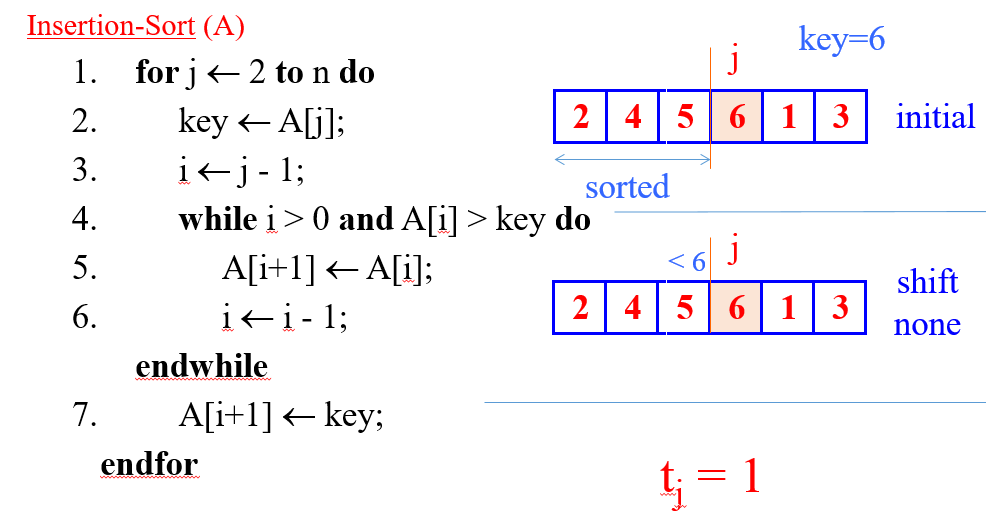 Insertion-Sort (A)
1. for j ← 2 to n do
2. key ← A[j];
3. i ← j - 1;
4. while i > 0 and A[i] > key do
5. A[i+1] ← A[i];
6. i ← i - 1;
endwhile
7. A[i+1] ← key;
endfor
key=6
j
2 4 5 6 1 3
initial
sorted
< 6
j
2 4 5 6 1 3
shift
none
tj = 1